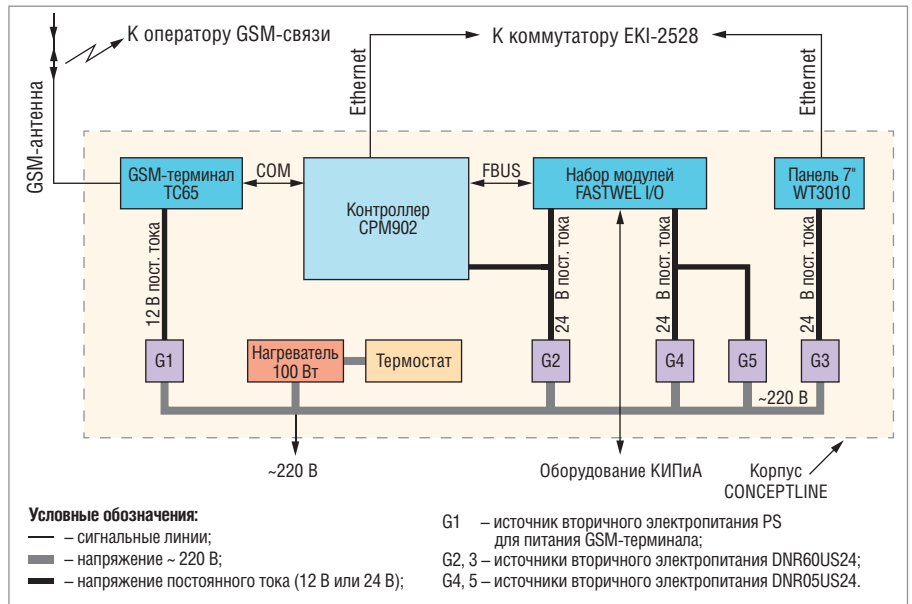 К оператору GSM-связи
К коммутатору EKI-2528
GSM-антенна
Ethernet
Ethernet
GSM-терминал
TC65
COM
Контроллер
CPM902
FBUS
Набор модулей
FASTWEL I/O
Панель 7"
WT3010
12 В пост. тока
24 В пост. тока
24 В пост. тока
24 В пост. тока
G1
Нагреватель
100 Вт
Термостат
G2
G4
G5
G3
~220 В
~220 В
Оборудование КИПиА
Корпус
CONCEPTLINE
Условные обозначения:
– сигнальные линии;
– напряжение ~ 220 В;
– напряжение постоянного тока (12 В или 24 В);
G1 – источник вторичного электропитания PS
для питания GSM-терминала;
G2, 3 – источники вторичного электропитания DNR60US24;
G4, 5 – источники вторичного электропитания DNR05US24.